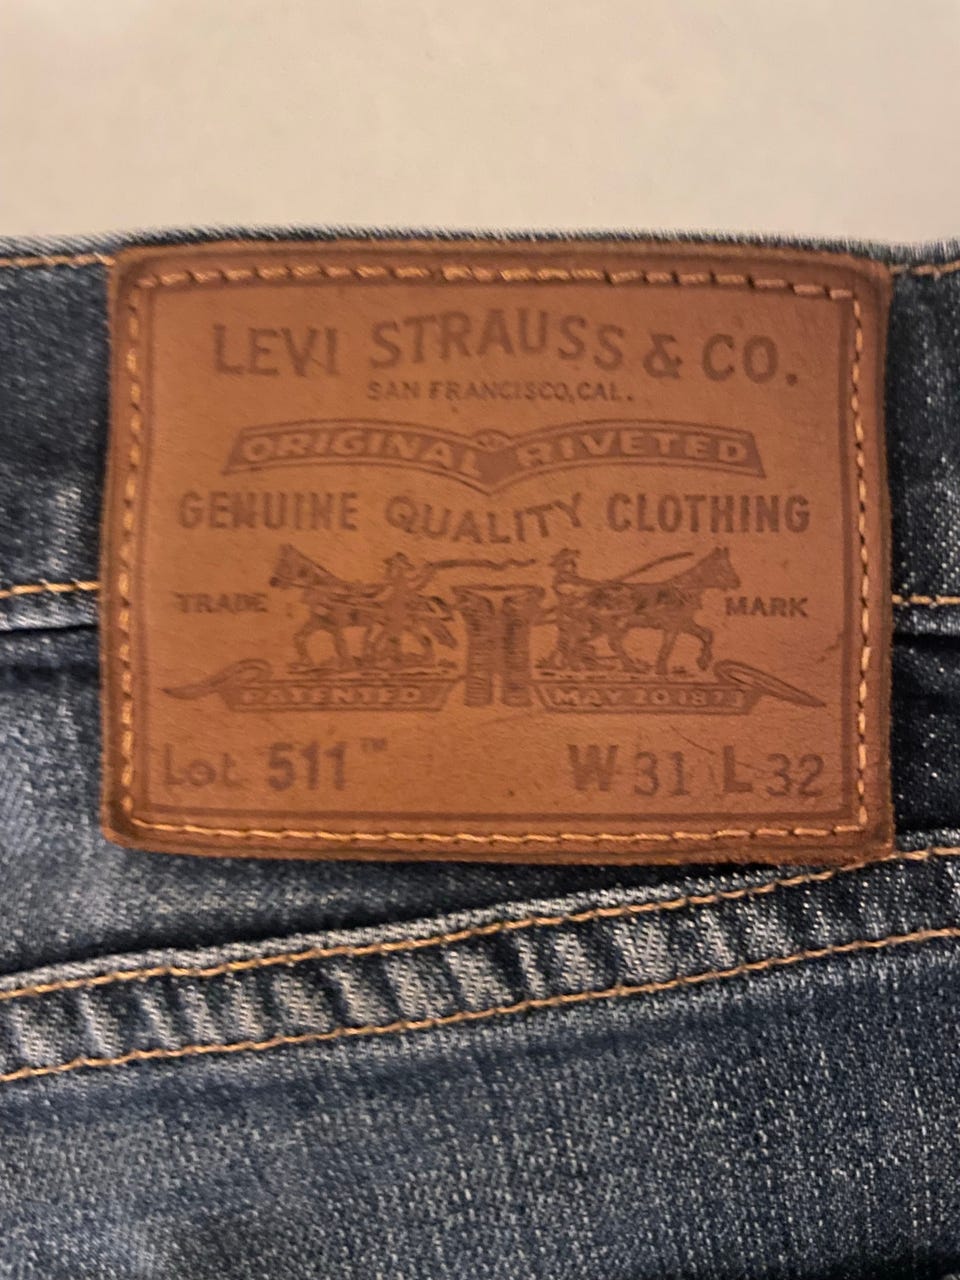 LEVI STRAUSS & CO.
SAN FRANCISCO, CAL.
ORIGINAL RIVETED
GENUINE QUALITY CLOTHING
TRADE MARK
PATENTED MAY 20 1873
Lot 511™ W 31 L 32